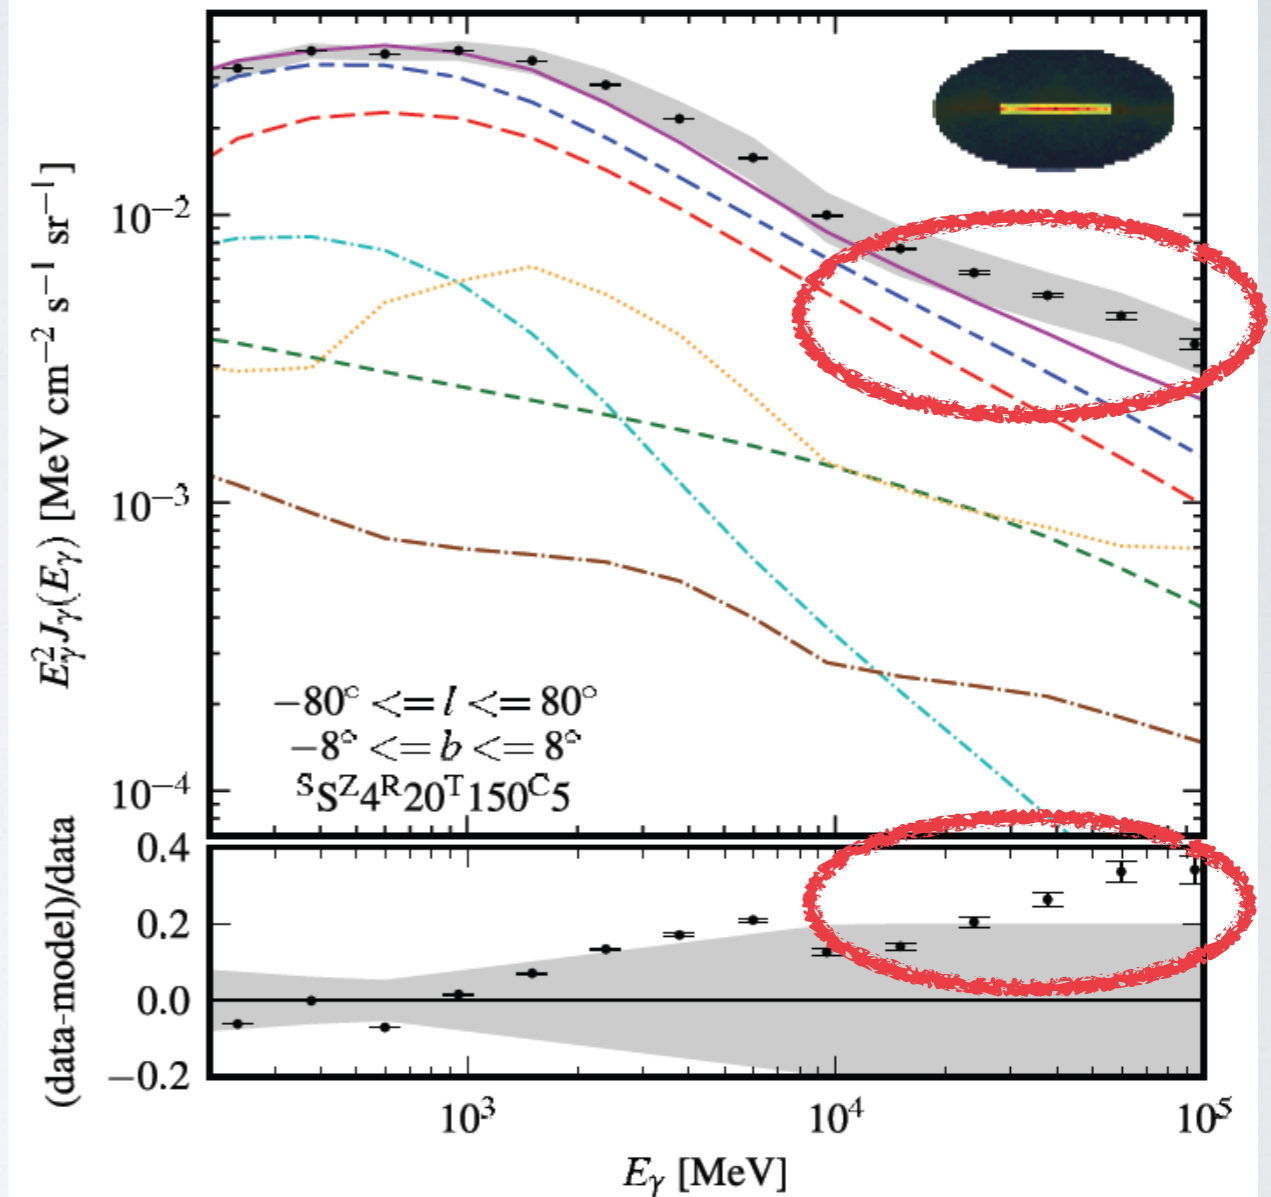 E²γJγ(Eγ) [MeV cm⁻² s⁻¹ sr⁻¹]
10⁻²
10⁻³
10⁻⁴
−80° <= l <= 80°
−8° <= b <= 8°
ˢSᶻ4ᴿ20ᵀ150ᶜ5
(data-model)/data
0.4
0.2
0.0
−0.2
10³ 10⁴ 10⁵
Eγ [MeV]